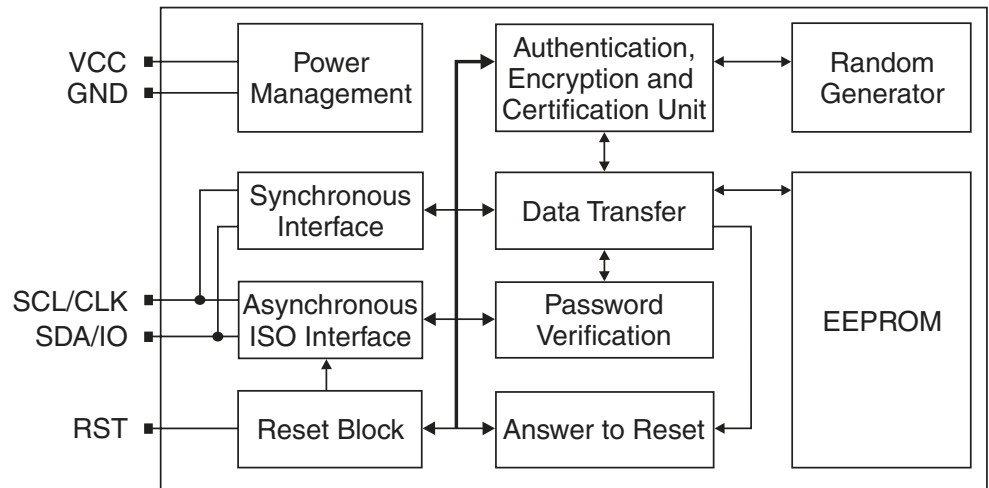 VCC
GND
Power
Management
Authentication,
Encryption and
Certification Unit
Random
Generator
Synchronous
Interface
Data Transfer
SCL/CLK
SDA/IO
Asynchronous
ISO Interface
Password
Verification
EEPROM
RST
Reset Block
Answer to Reset